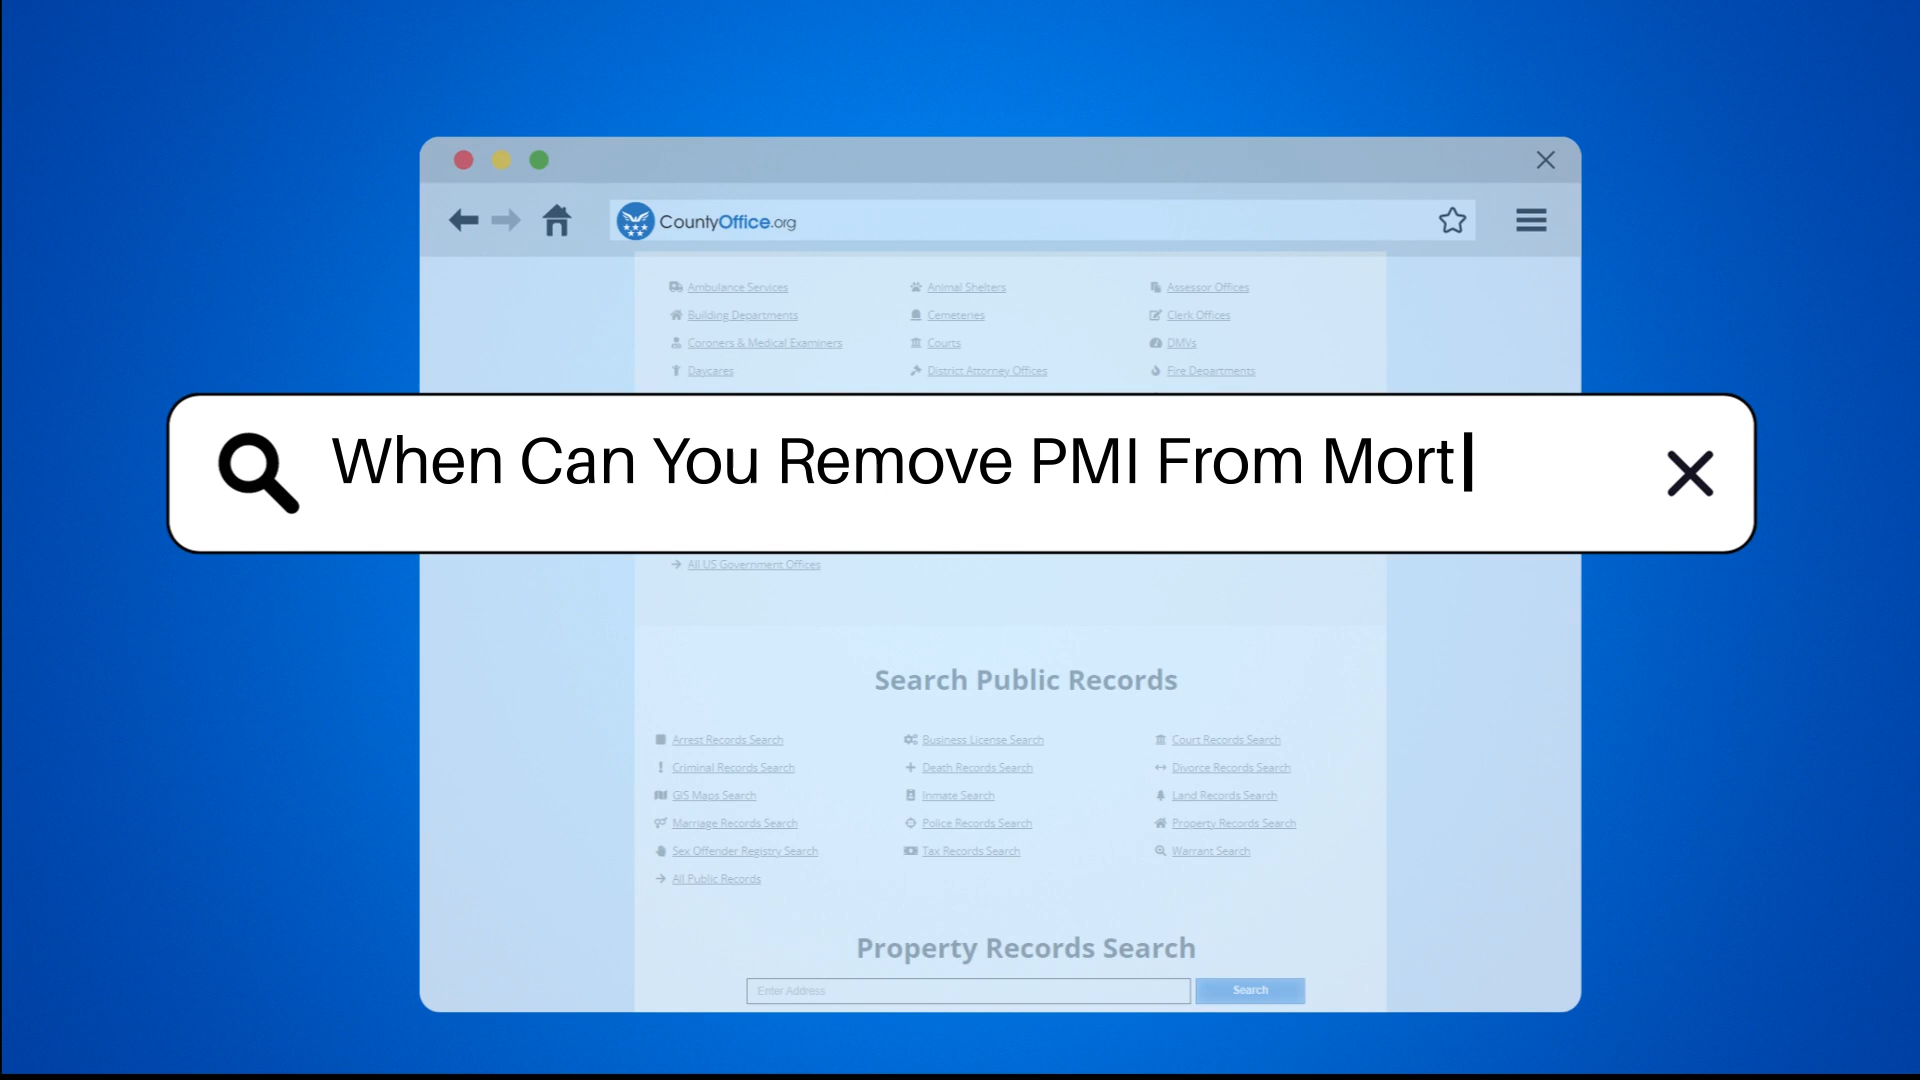 CountyOffice.org
Ambulance Services Animal Shelters Assessor Offices
Building Departments Cemeteries Clerk Offices
Coroners & Medical Examiners Courts DMVs
Daycares District Attorney Offices Fire Departments
When Can You Remove PMI From Mort
All US Government Offices
Search Public Records
Arrest Records Search Business License Search Court Records Search
Criminal Records Search Death Records Search Divorce Records Search
GIS Maps Search Inmate Search Land Records Search
Marriage Records Search Police Records Search Property Records Search
Sex Offender Registry Search Tax Records Search Warrant Search
All Public Records
Property Records Search
Enter Address Search